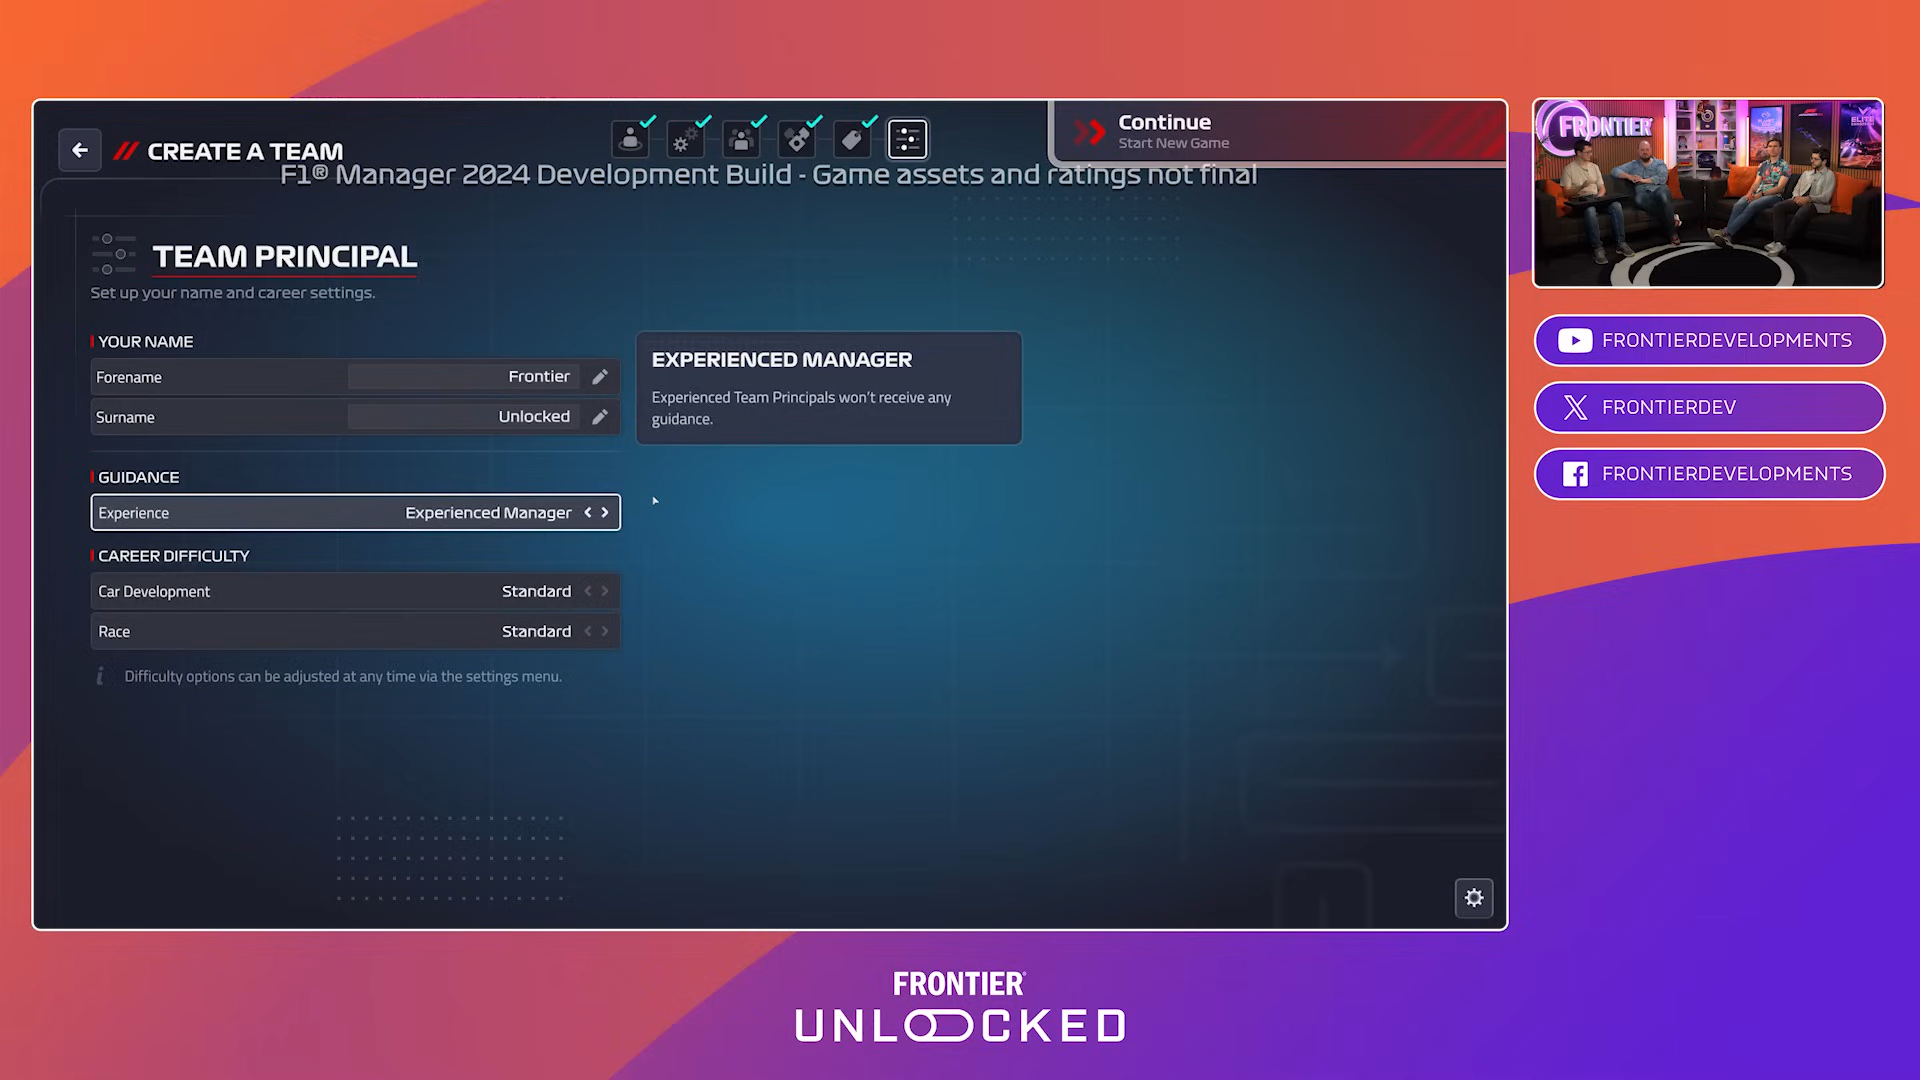 CREATE A TEAM
Continue
Start New Game
F1® Manager 2024 Development Build - Game assets and ratings not final
TEAM PRINCIPAL
Set up your name and career settings.
YOUR NAME
Forename Frontier
Surname Unlocked
EXPERIENCED MANAGER
Experienced Team Principals won't receive any
guidance.
GUIDANCE
Experience Experienced Manager
CAREER DIFFICULTY
Car Development Standard
Race Standard
Difficulty options can be adjusted at any time via the settings menu.
FRONTIER
ELITE
FRONTIERDEVELOPMENTS
FRONTIERDEV
FRONTIERDEVELOPMENTS
FRONTIER
UNLOCKED